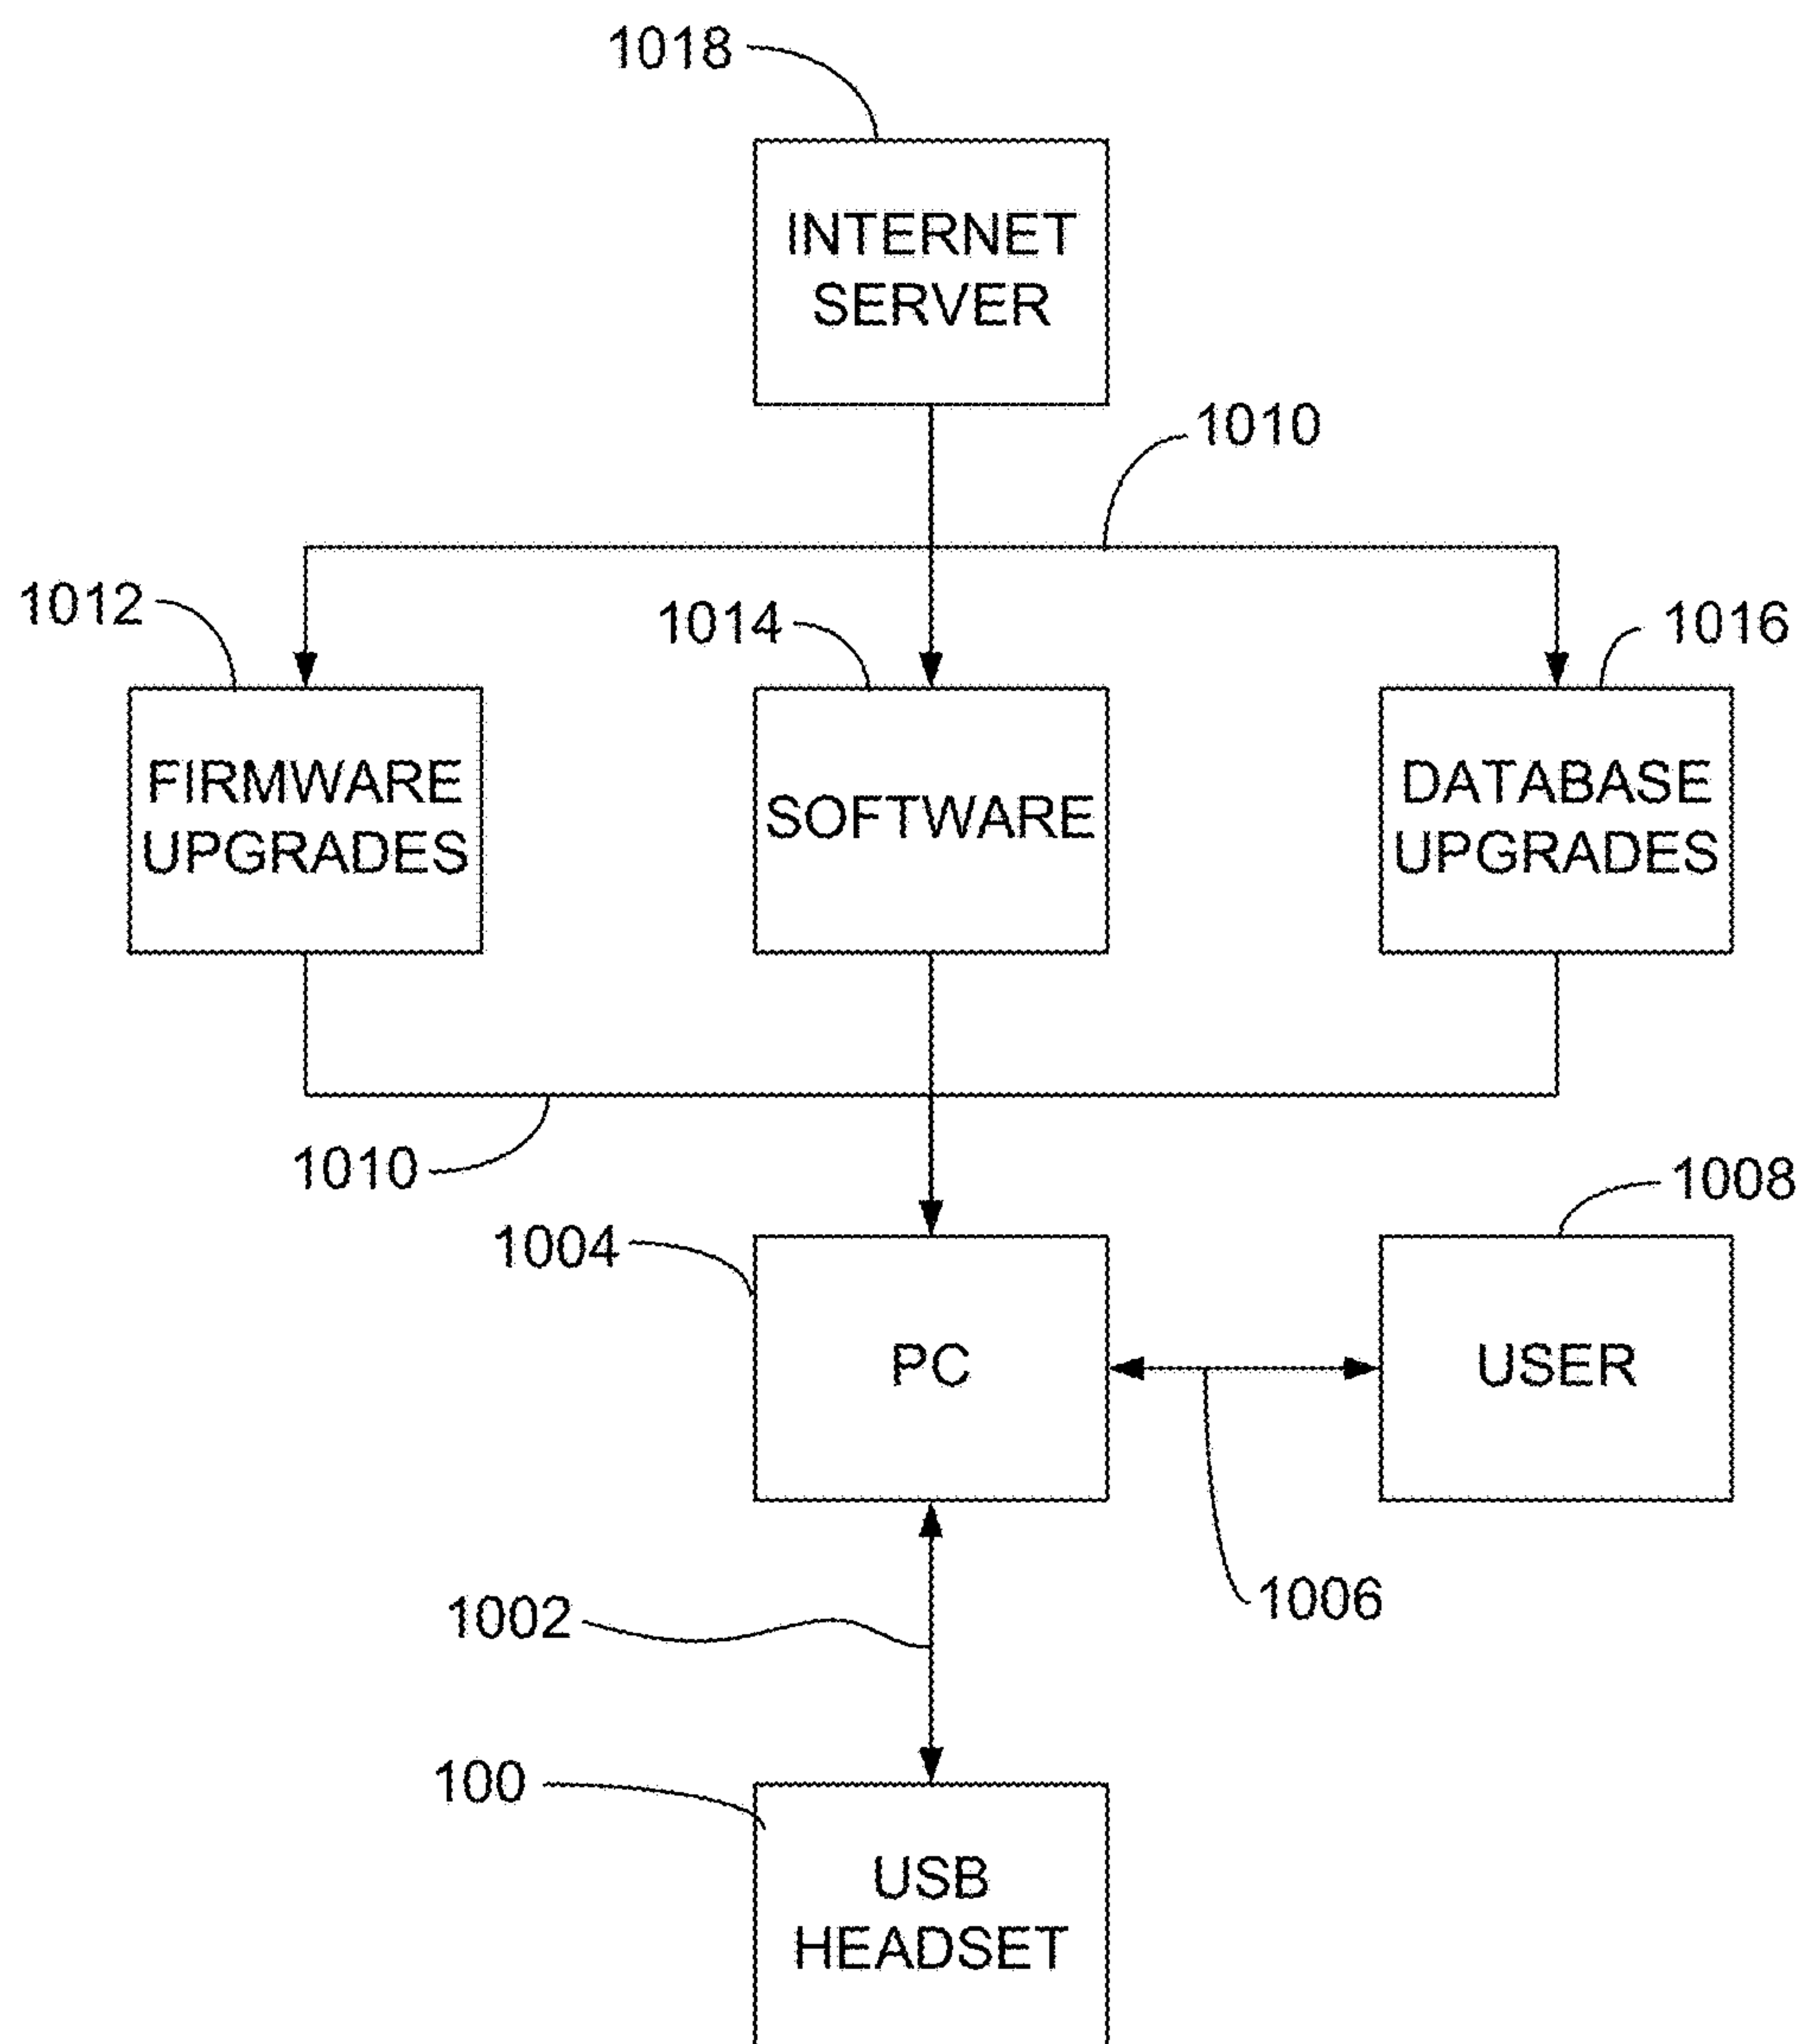 1018
INTERNET
SERVER
1010
1012
1014
1016
FIRMWARE
UPGRADES
SOFTWARE
DATABASE
UPGRADES
1010
1008
1004
PC
USER
1006
1002
100
USB
HEADSET